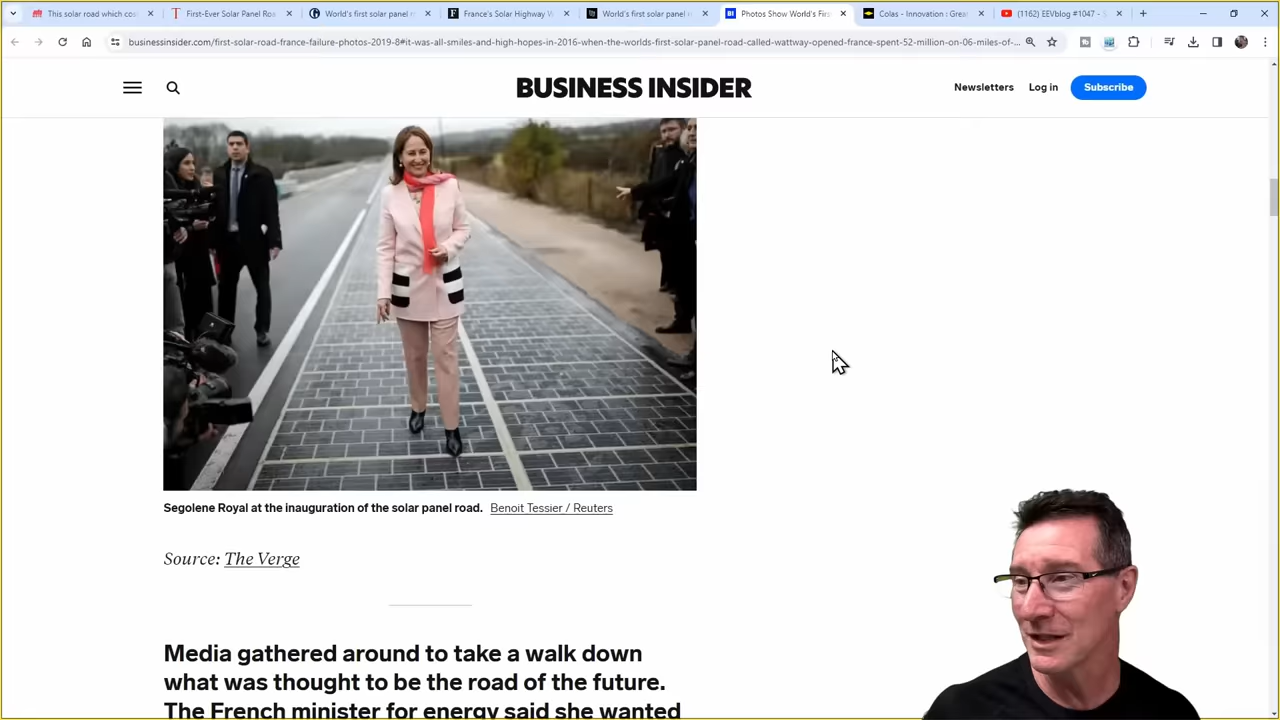 This solar road which cos
First-Ever Solar Panel Roa
World's first solar panel r
France's Solar Highway W
World's first solar panel r
Photos Show World's Firs
Colas - Innovation : Grea
(1162) EEVblog #1047 - S
businessinsider.com/first-solar-road-france-failure-photos-2019-8#it-was-all-smiles-and-high-hopes-in-2016-when-the-worlds-first-solar-panel-road-called-wattway-opened-france-spent-52-million-on-06-miles-of-...
BUSINESS INSIDER
Newsletters Log in Subscribe
Segolene Royal at the inauguration of the solar panel road. Benoit Tessier / Reuters
Source: The Verge
Media gathered around to take a walk down
what was thought to be the road of the future.
The French minister for energy said she wanted